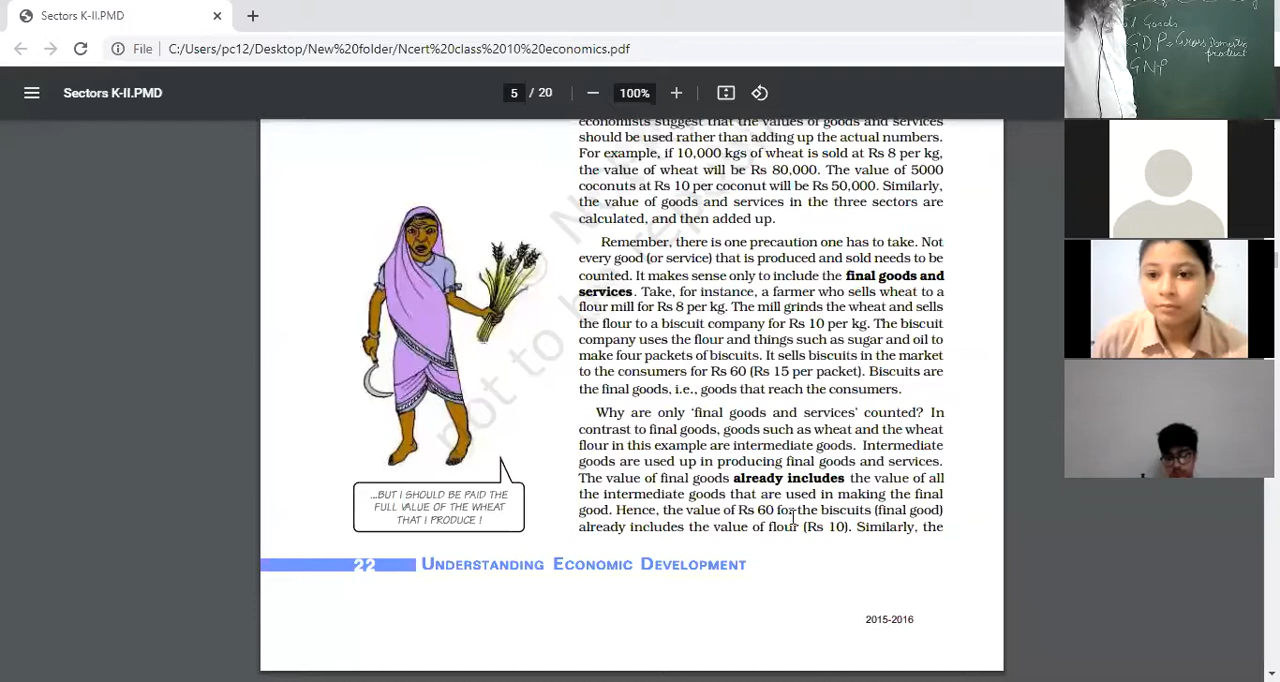 Sectors K-II.PMD
File
C:/Users/pc12/Desktop/New%20folder/Ncert%20class%2010%20economics.pdf
Sectors K-II.PMD
5 / 20
100%
economists suggest that the values of goods and services
should be used rather than adding up the actual numbers.
For example, if 10,000 kgs of wheat is sold at Rs 8 per kg,
the value of wheat will be Rs 80,000. The value of 5000
coconuts at Rs 10 per coconut will be Rs 50,000. Similarly,
the value of goods and services in the three sectors are
calculated, and then added up.
Remember, there is one precaution one has to take. Not
every good (or service) that is produced and sold needs to be
counted. It makes sense only to include the final goods and
services. Take, for instance, a farmer who sells wheat to a
flour mill for Rs 8 per kg. The mill grinds the wheat and sells
the flour to a biscuit company for Rs 10 per kg. The biscuit
company uses the flour and things such as sugar and oil to
make four packets of biscuits. It sells biscuits in the market
to the consumers for Rs 60 (Rs 15 per packet). Biscuits are
the final goods, i.e., goods that reach the consumers.
Why are only ‘final goods and services’ counted? In
contrast to final goods, goods such as wheat and the wheat
flour in this example are intermediate goods. Intermediate
goods are used up in producing final goods and services.
The value of final goods already includes the value of all
the intermediate goods that are used in making the final
good. Hence, the value of Rs 60 for the biscuits (final good)
already includes the value of flour (Rs 10). Similarly, the
...BUT I SHOULD BE PAID THE
FULL VALUE OF THE WHEAT
THAT I PRODUCE !
22 UNDERSTANDING ECONOMIC DEVELOPMENT
2015-2016
not to be
Goods
GDP = Gross Domestic
product
GNP